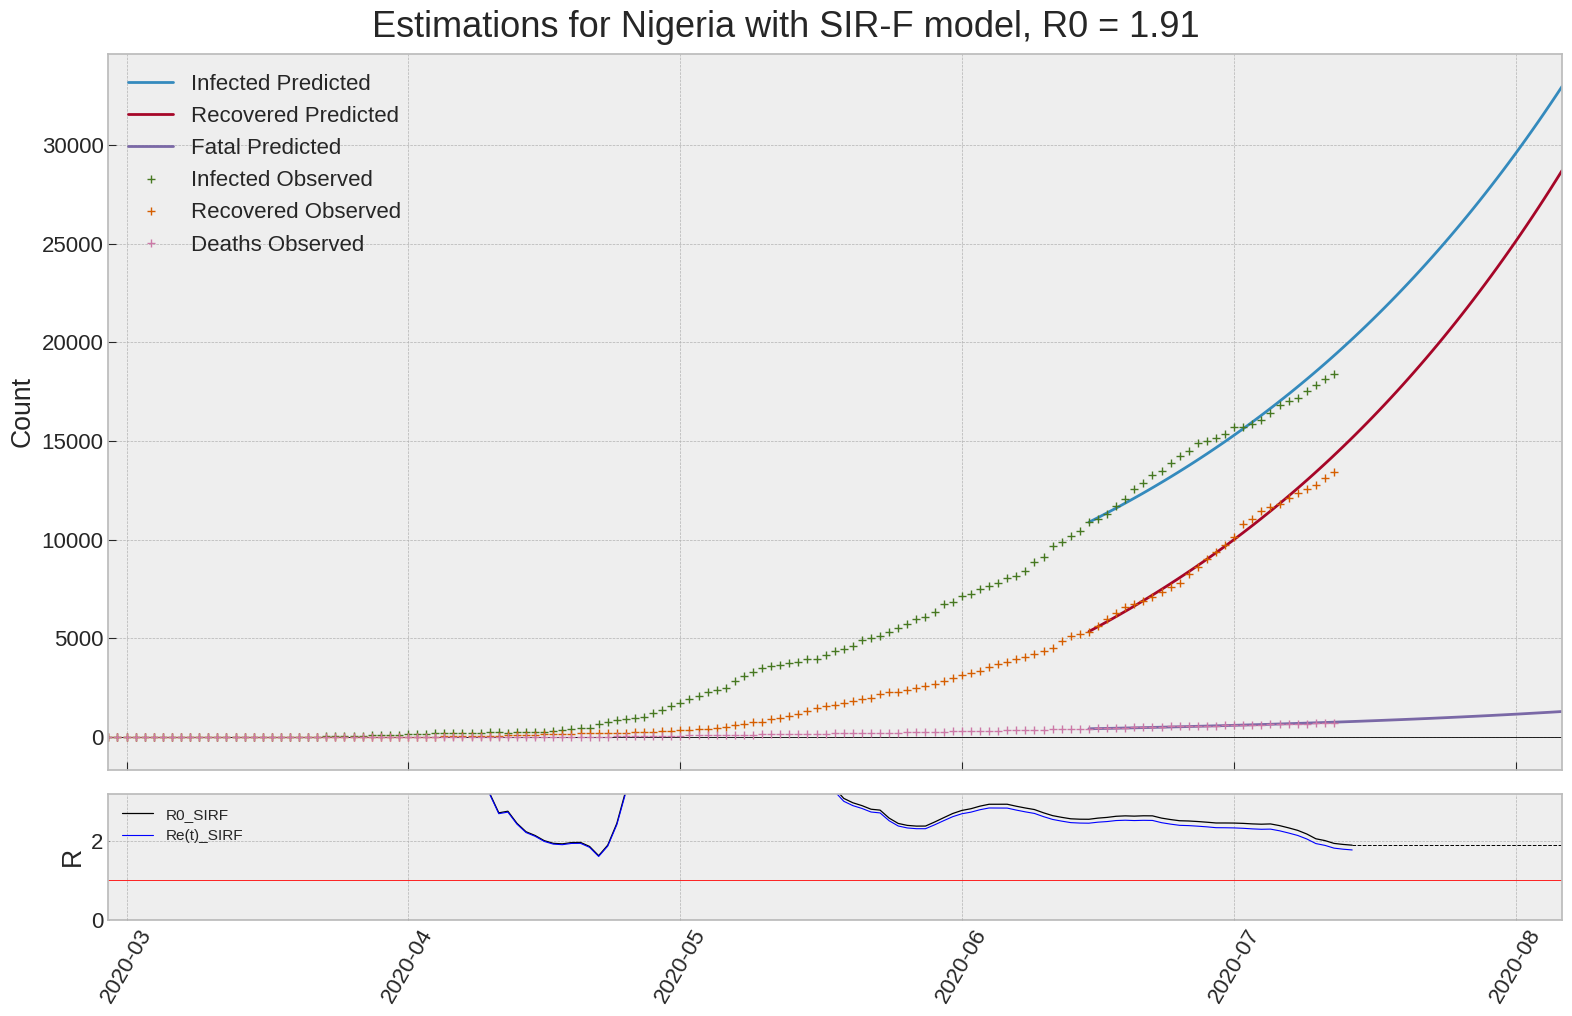 Estimations for Nigeria with SIR-F model, R0 = 1.91
Infected Predicted
Recovered Predicted
Fatal Predicted
Infected Observed
Recovered Observed
Deaths Observed
30000
25000
20000
15000
10000
5000
0
Count
R0_SIRF
Re(t)_SIRF
2
0
R
2020-03
2020-04
2020-05
2020-06
2020-07
2020-08